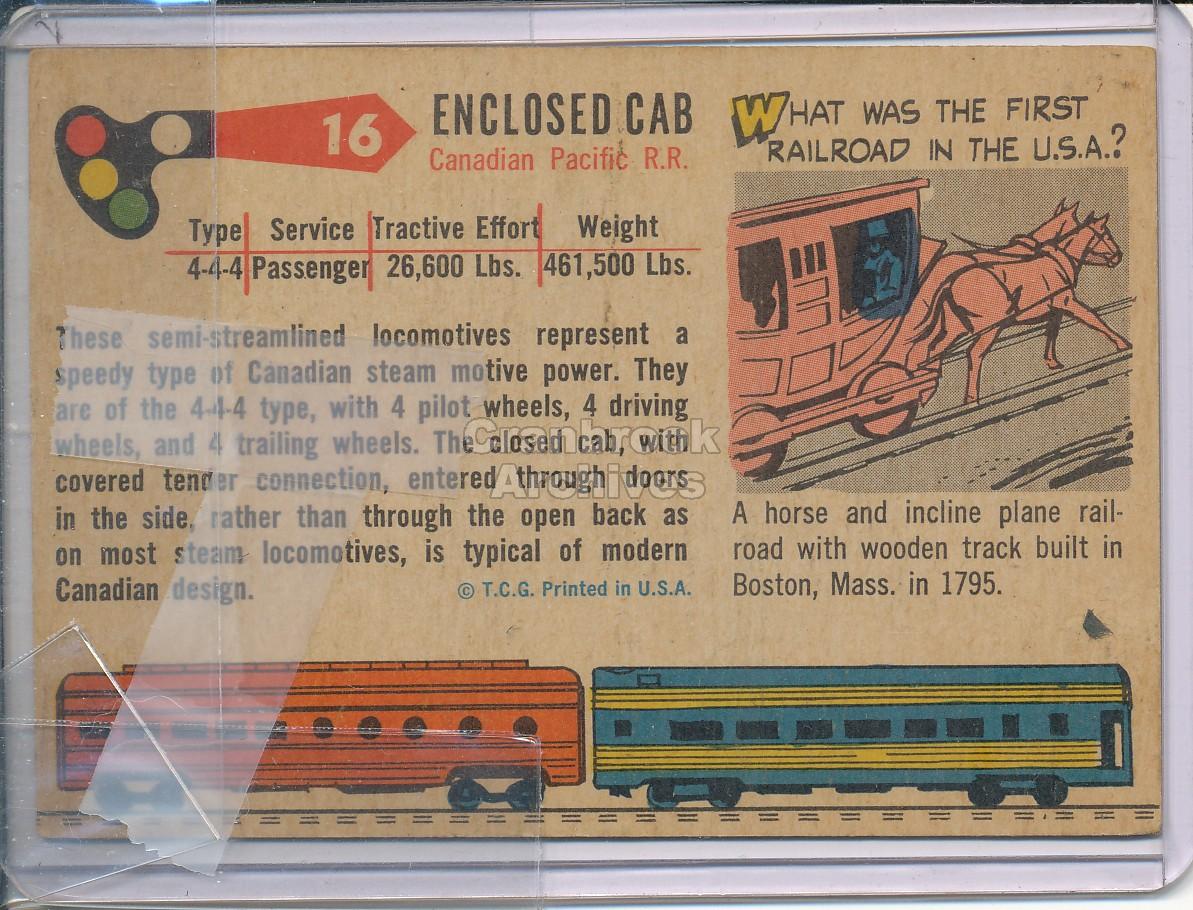 16
ENCLOSED CAB
Canadian Pacific R.R.
Type Service Tractive Effort Weight
4-4-4 Passenger 26,600 Lbs. 461,500 Lbs.
These semi-streamlined locomotives represent a
speedy type of Canadian steam motive power. They
are of the 4-4-4 type, with 4 pilot wheels, 4 driving
wheels, and 4 trailing wheels. The closed cab, with
covered tender connection, entered through doors
in the side, rather than through the open back as
on most steam locomotives, is typical of modern
Canadian design.
© T.C.G. Printed in U.S.A.
WHAT WAS THE FIRST
RAILROAD IN THE U.S.A.?
A horse and incline plane rail-
road with wooden track built in
Boston, Mass. in 1795.
Cranbrook
Archives